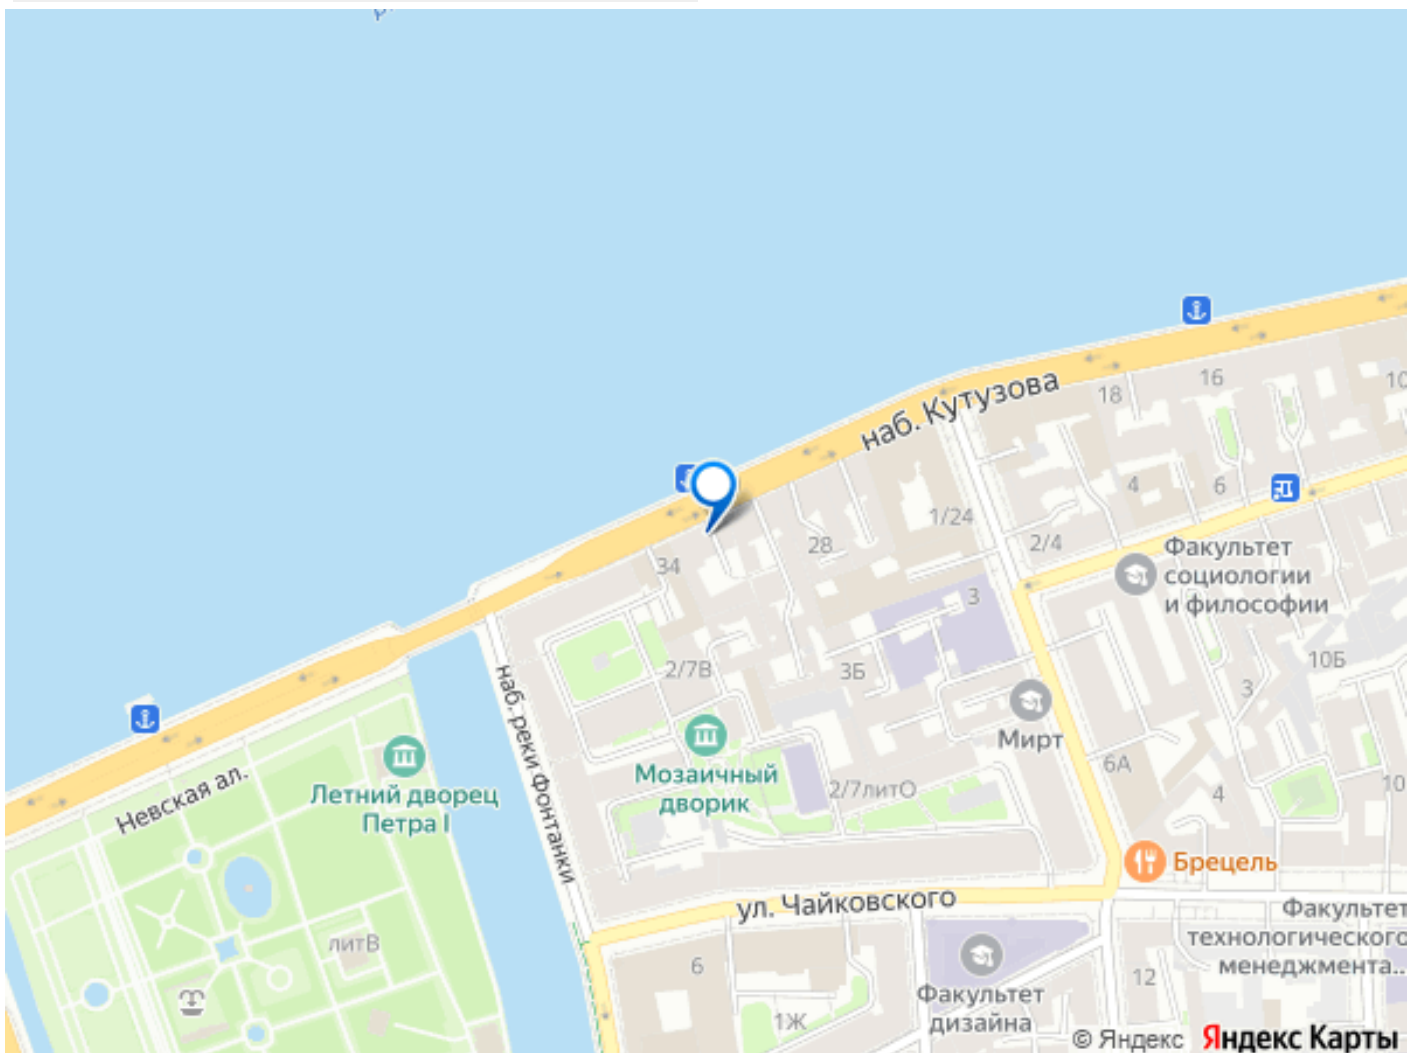 наб. Кутузова
18
16
10
4
6
1/24
2/4
28
34
Факультет
социологии
и философии
3
3Б
2/7В
10Б
3
наб. реки Фонтанки
Мирт
Мозаичный
дворик
Летний дворец
Петра I
Невская ал.
2/7литО
6А
4
10
Брецель
ул. Чайковского
литВ
6
1Ж
Факультет
дизайна
12
Факультет
технологического
менеджмента...
© Яндекс Яндекс Карты